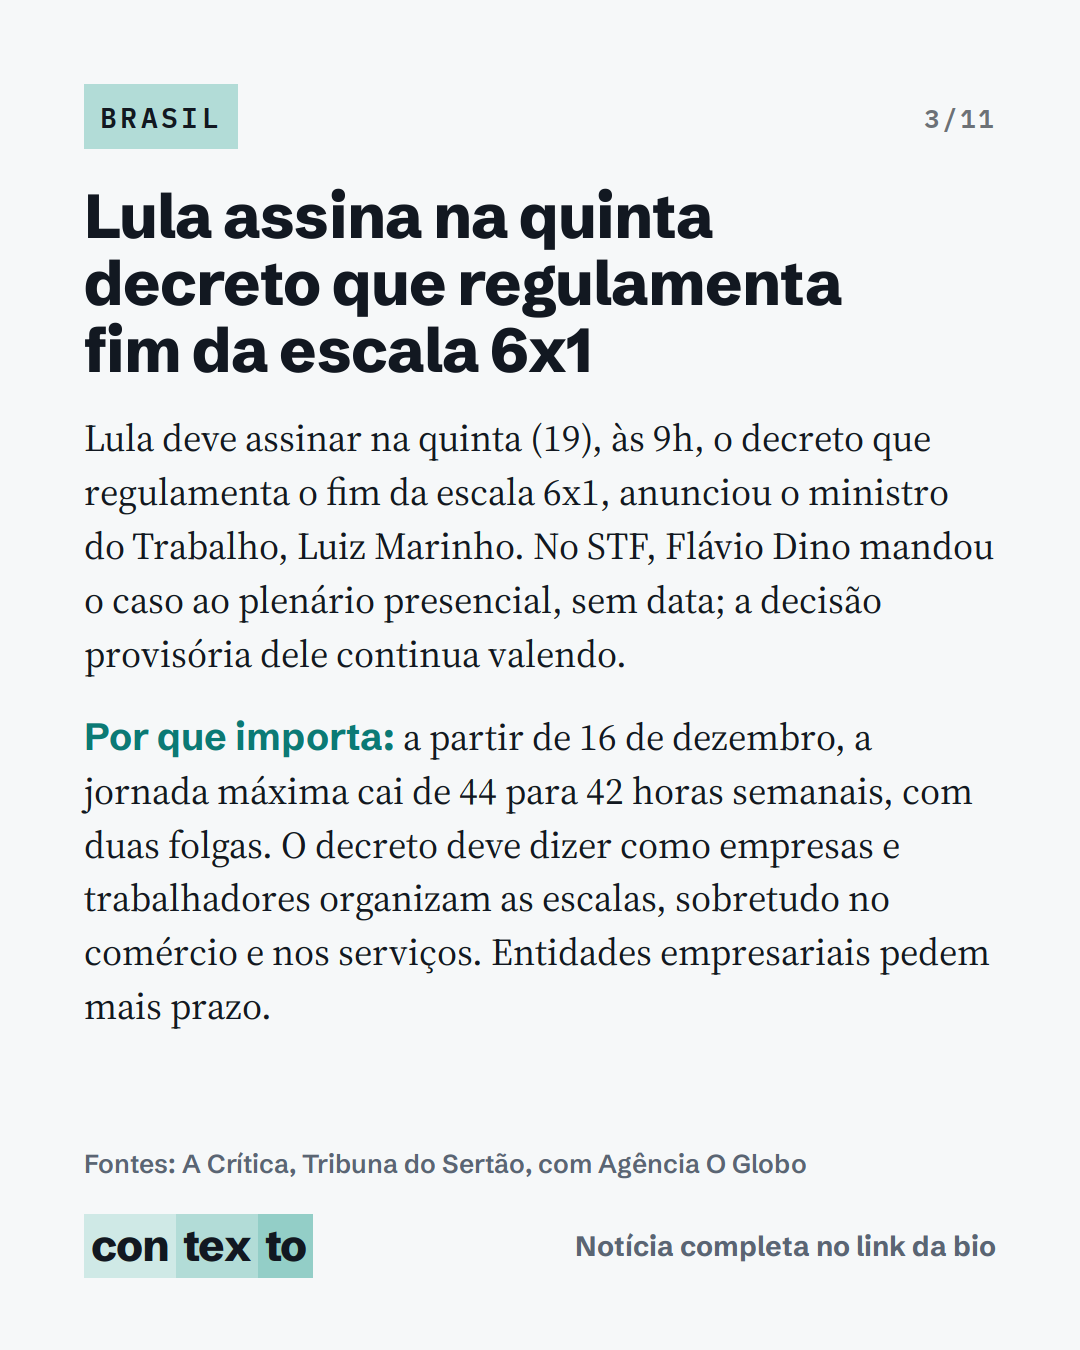 BRASIL
3/11
Lula assina na quinta
decreto que regulamenta
fim da escala 6x1
Lula deve assinar na quinta (19), às 9h, o decreto que
regulamenta o fim da escala 6x1, anunciou o ministro
do Trabalho, Luiz Marinho. No STF, Flávio Dino mandou
o caso ao plenário presencial, sem data; a decisão
provisória dele continua valendo.
Por que importa: a partir de 16 de dezembro, a
jornada máxima cai de 44 para 42 horas semanais, com
duas folgas. O decreto deve dizer como empresas e
trabalhadores organizam as escalas, sobretudo no
comércio e nos serviços. Entidades empresariais pedem
mais prazo.
Fontes: A Crítica, Tribuna do Sertão, com Agência O Globo
contexto
Notícia completa no link da bio